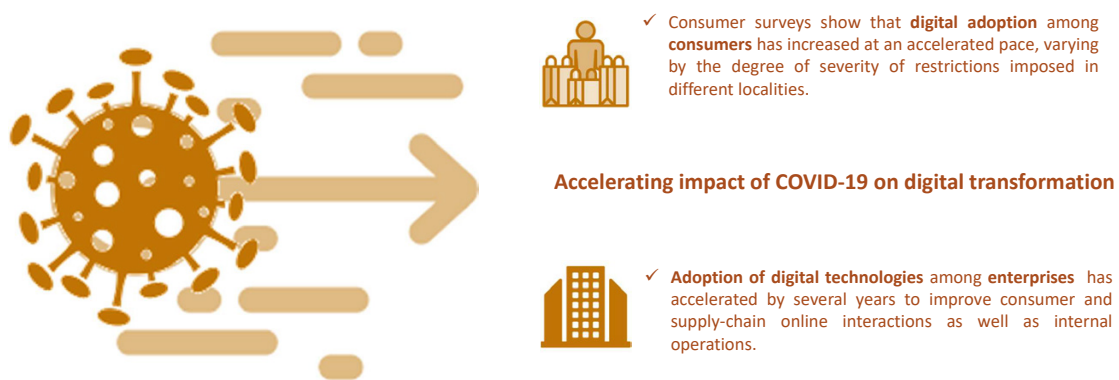 ✓ Consumer surveys show that digital adoption among
consumers has increased at an accelerated pace, varying
by the degree of severity of restrictions imposed in
different localities.
Accelerating impact of COVID-19 on digital transformation
✓ Adoption of digital technologies among enterprises has
accelerated by several years to improve consumer and
supply-chain online interactions as well as internal
operations.